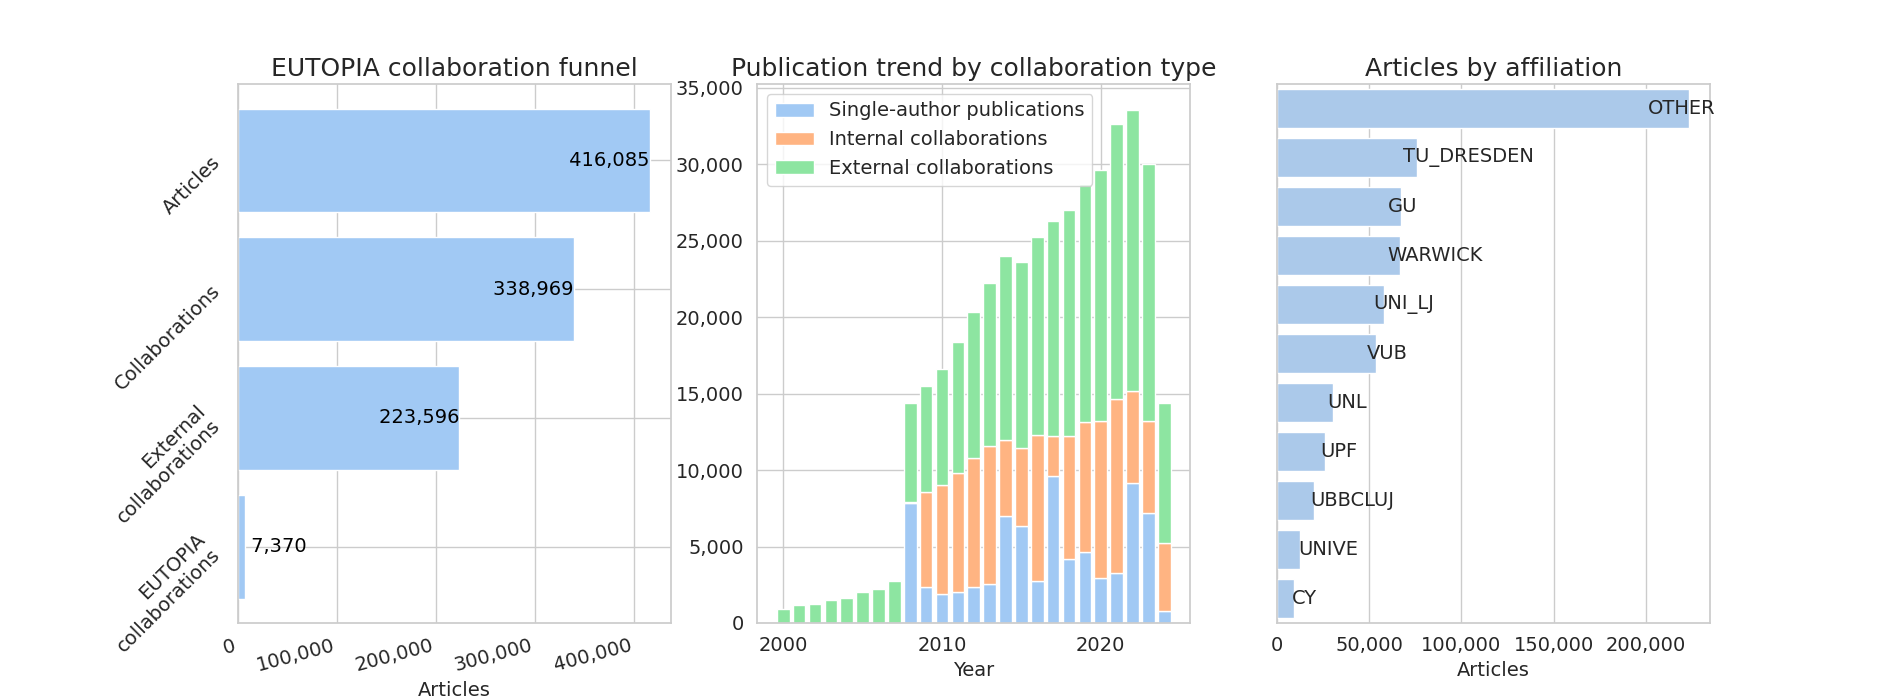 EUTOPIA collaboration funnel
Articles
Collaborations
External
collaborations
EUTOPIA
collaborations
416,085
338,969
223,596
7,370
0
100,000
200,000
300,000
400,000
Articles
Publication trend by collaboration type
35,000
30,000
25,000
20,000
15,000
10,000
5,000
0
Single-author publications
Internal collaborations
External collaborations
2000
2010
2020
Year
Articles by affiliation
OTHER
TU_DRESDEN
GU
WARWICK
UNI_LJ
VUB
UNL
UPF
UBBCLUJ
UNIVE
CY
0
50,000
100,000
150,000
200,000
Articles